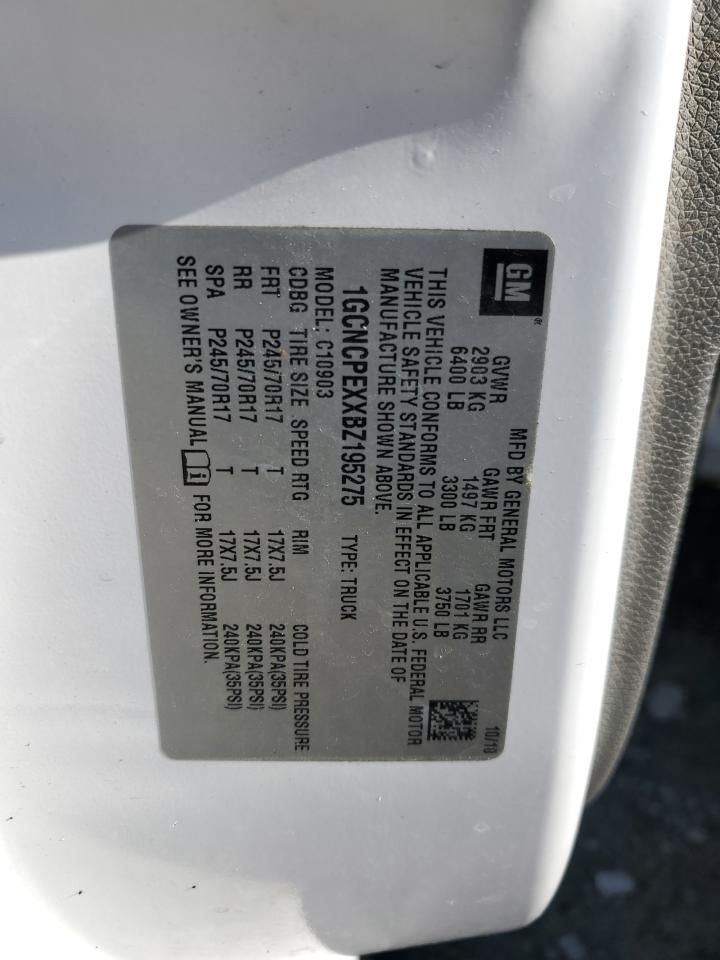 GM®
MFD BY GENERAL MOTORS LLC 10/10
GVWR GAWR FRT GAWR RR
2903 KG 1497 KG 1701 KG
6400 LB 3300 LB 3750 LB
THIS VEHICLE CONFORMS TO ALL APPLICABLE U.S. FEDERAL MOTOR
VEHICLE SAFETY STANDARDS IN EFFECT ON THE DATE OF
MANUFACTURE SHOWN ABOVE.
1GCNCPEXXBZ195275 TYPE: TRUCK
MODEL: C10903
CDBG TIRE SIZE SPEED RTG RIM COLD TIRE PRESSURE
FRT P245/70R17 T 17X7.5J 240KPA(35PSI)
RR P245/70R17 T 17X7.5J 240KPA(35PSI)
SPA P245/70R17 T 17X7.5J 240KPA(35PSI)
SEE OWNER'S MANUAL i FOR MORE INFORMATION.